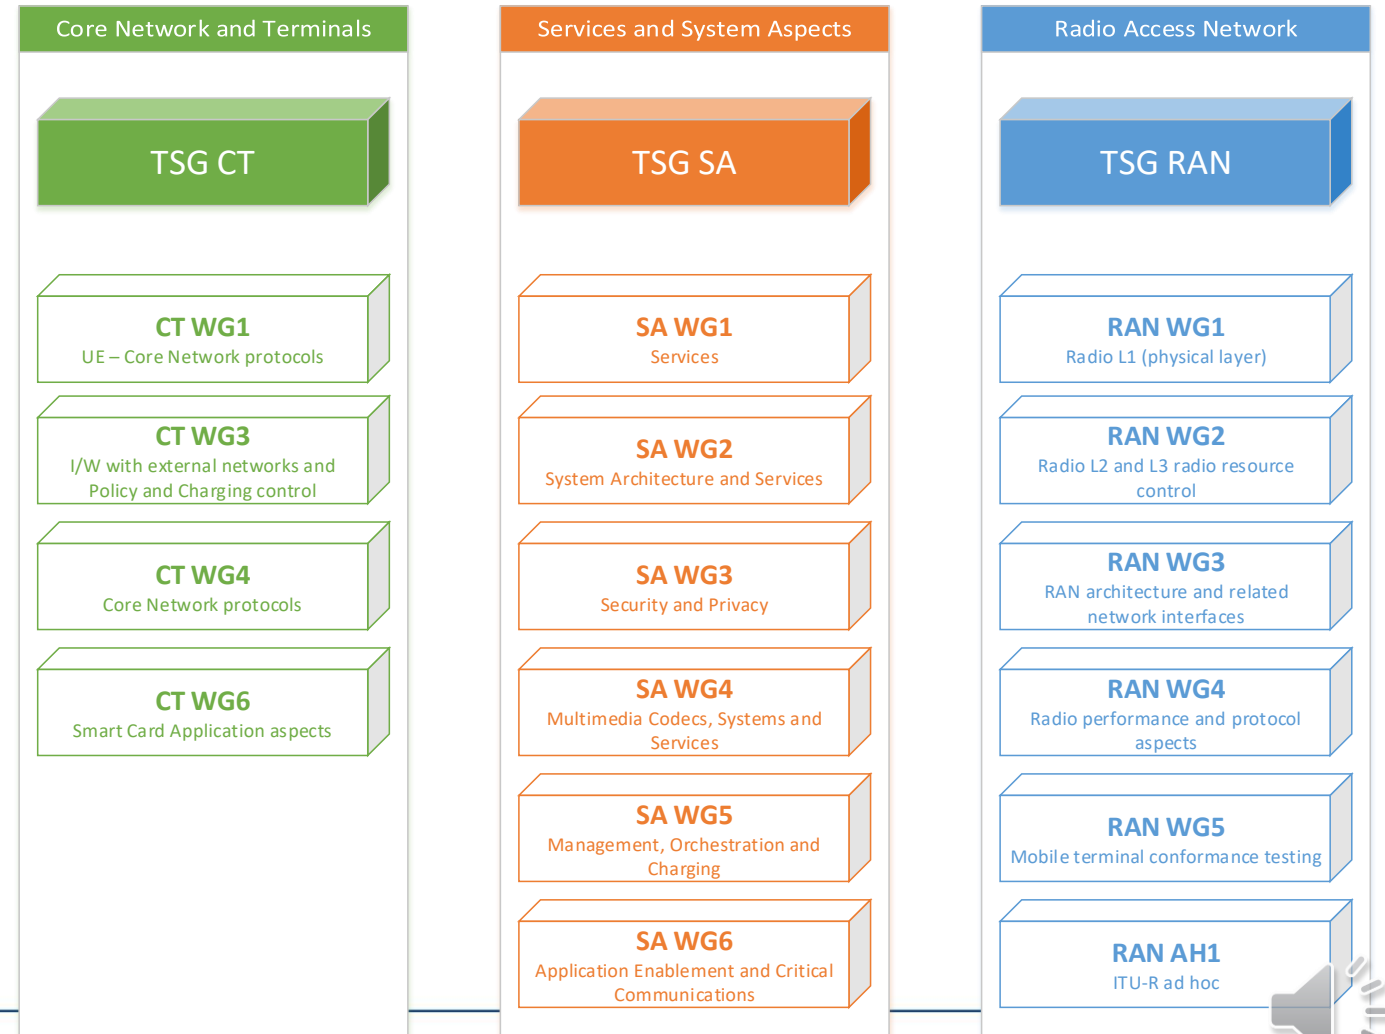 Core Network and Terminals
TSG CT
CT WG1
UE – Core Network protocols
CT WG3
I/W with external networks and
Policy and Charging control
CT WG4
Core Network protocols
CT WG6
Smart Card Application aspects
Services and System Aspects
TSG SA
SA WG1
Services
SA WG2
System Architecture and Services
SA WG3
Security and Privacy
SA WG4
Multimedia Codecs, Systems and
Services
SA WG5
Management, Orchestration and
Charging
SA WG6
Application Enablement and Critical
Communications
Radio Access Network
TSG RAN
RAN WG1
Radio L1 (physical layer)
RAN WG2
Radio L2 and L3 radio resource
control
RAN WG3
RAN architecture and related
network interfaces
RAN WG4
Radio performance and protocol
aspects
RAN WG5
Mobile terminal conformance testing
RAN AH1
ITU-R ad hoc